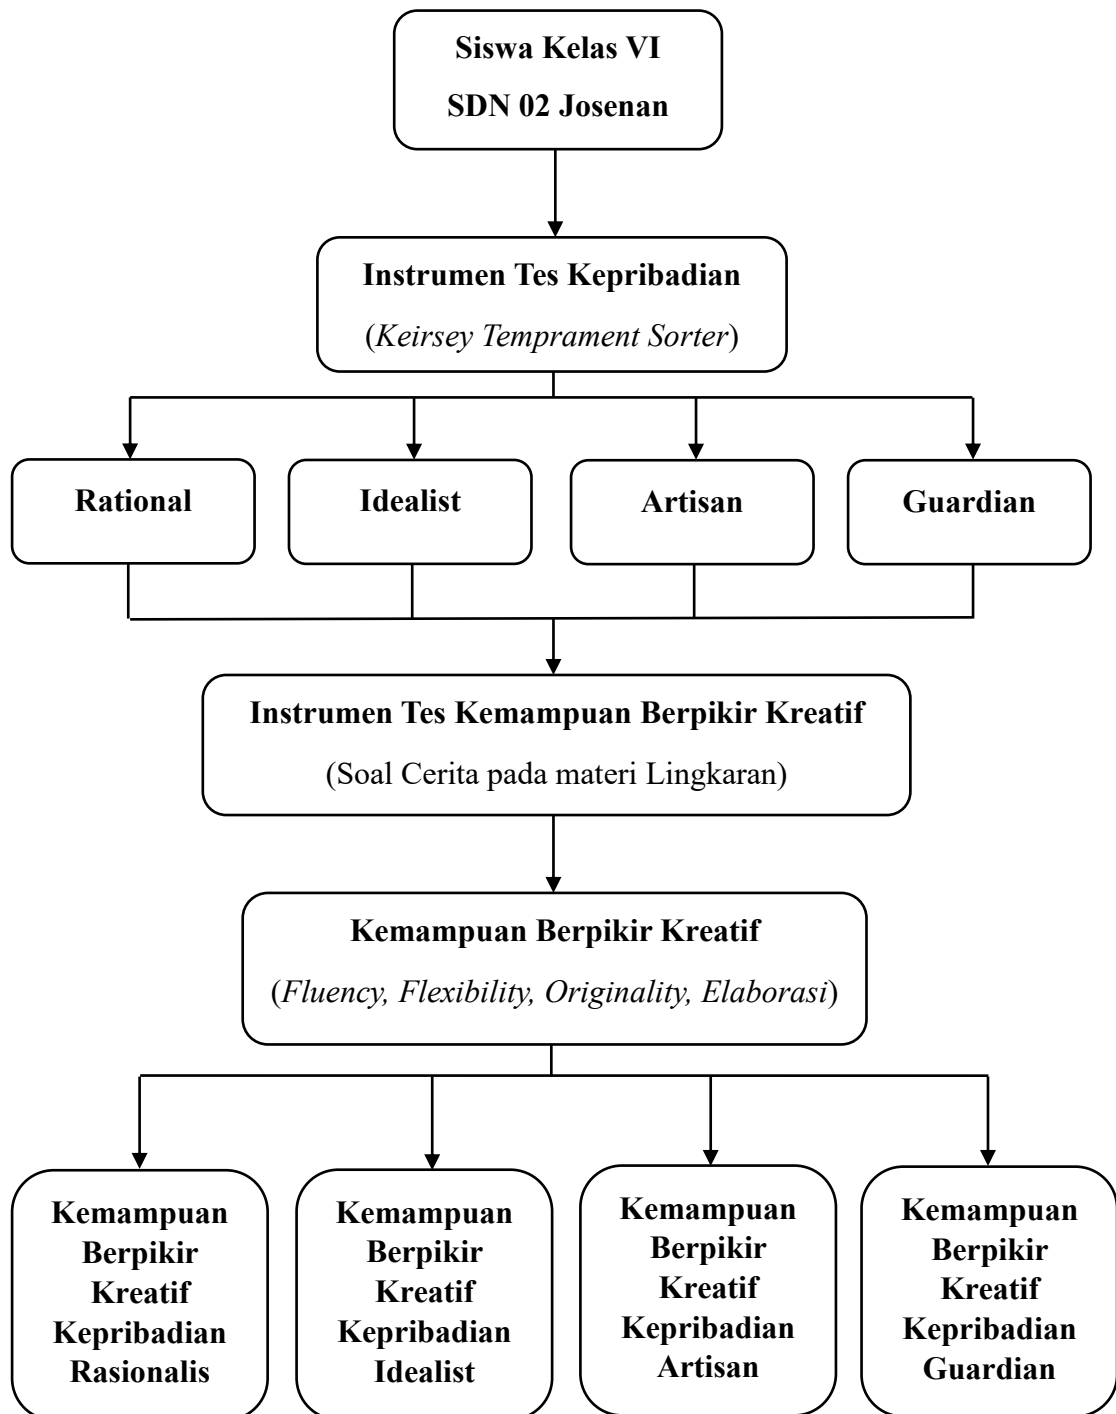 Siswa Kelas VI
SDN 02 Josenan
Instrumen Tes Kepribadian
(Keirsey Temprament Sorter)
Rational
Idealist
Artisan
Guardian
Instrumen Tes Kemampuan Berpikir Kreatif
(Soal Cerita pada materi Lingkaran)
Kemampuan Berpikir Kreatif
(Fluency, Flexibility, Originality, Elaborasi)
Kemampuan
Berpikir
Kreatif
Kepribadian
Rasionalis
Kemampuan
Berpikir
Kreatif
Kepribadian
Idealist
Kemampuan
Berpikir
Kreatif
Kepribadian
Artisan
Kemampuan
Berpikir
Kreatif
Kepribadian
Guardian